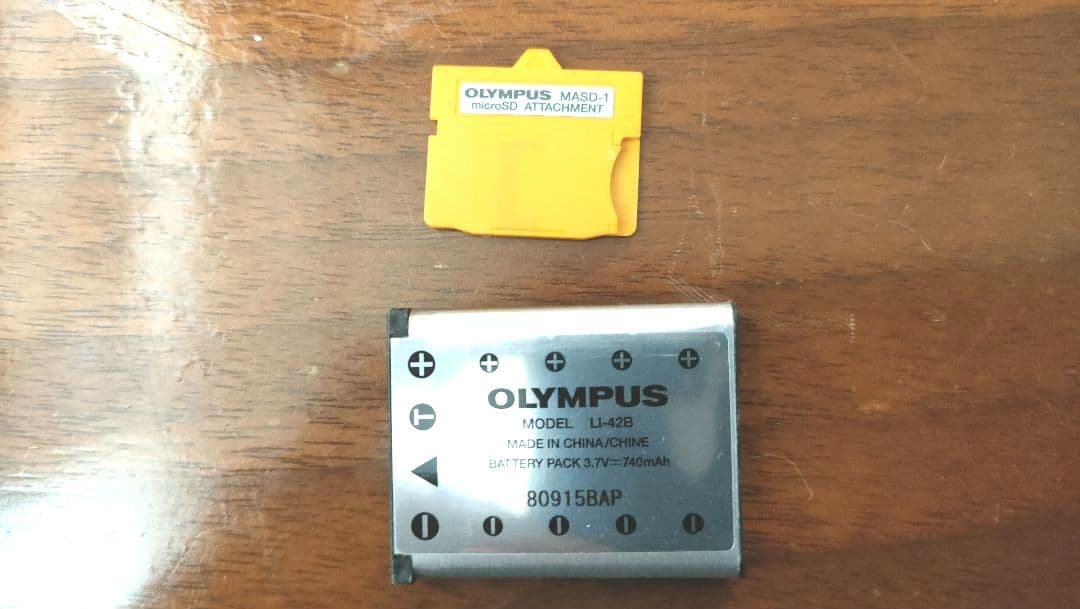 OLYMPUS MASD-1
microSD ATTACHMENT
+ + + + +
OLYMPUS
T
MODEL LI-42B
MADE IN CHINA/CHINE
BATTERY PACK 3.7V⎓740mAh
80915BAP